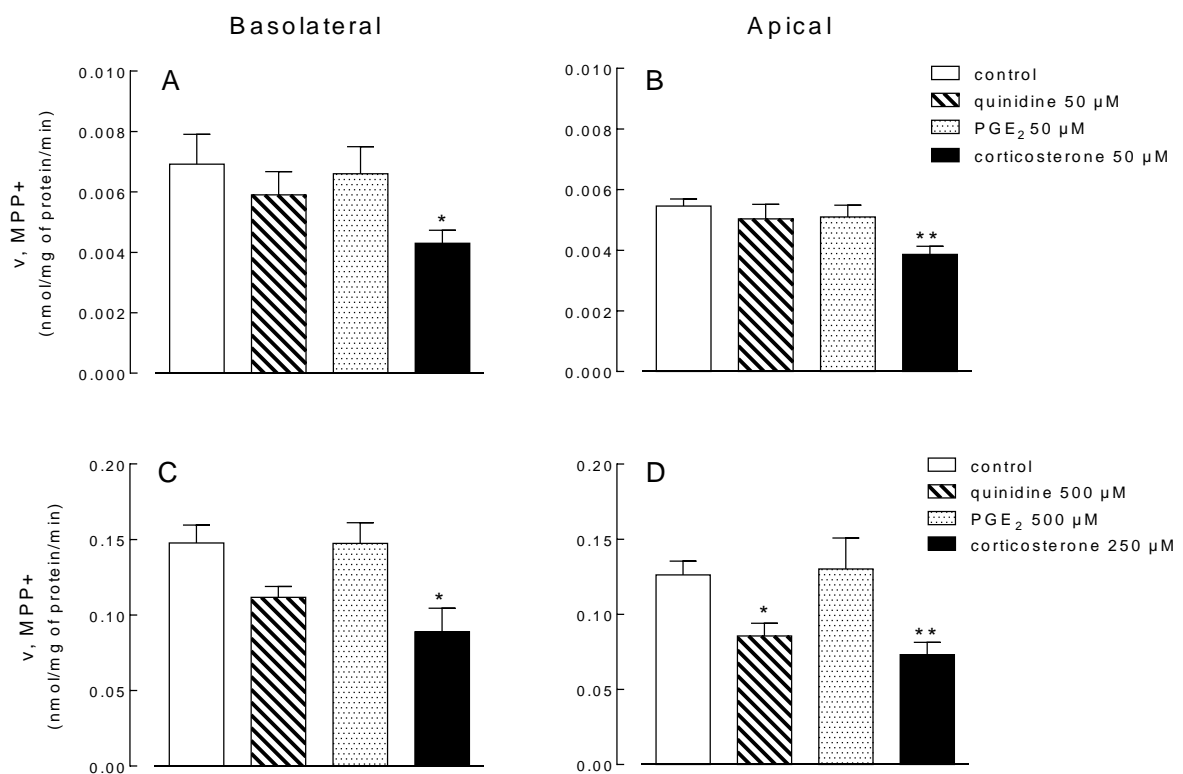 Basolateral
Apical
A
0.010
0.008
0.006
0.004
0.002
0.000
v, MPP+
(nmol/mg of protein/min)
*
B
0.010
0.008
0.006
0.004
0.002
0.000
**
control
quinidine 50 µM
PGE₂ 50 µM
corticosterone 50 µM
C
0.20
0.15
0.10
0.05
0.00
v, MPP+
(nmol/mg of protein/min)
*
D
0.20
0.15
0.10
0.05
0.00
*
**
control
quinidine 500 µM
PGE₂ 500 µM
corticosterone 250 µM